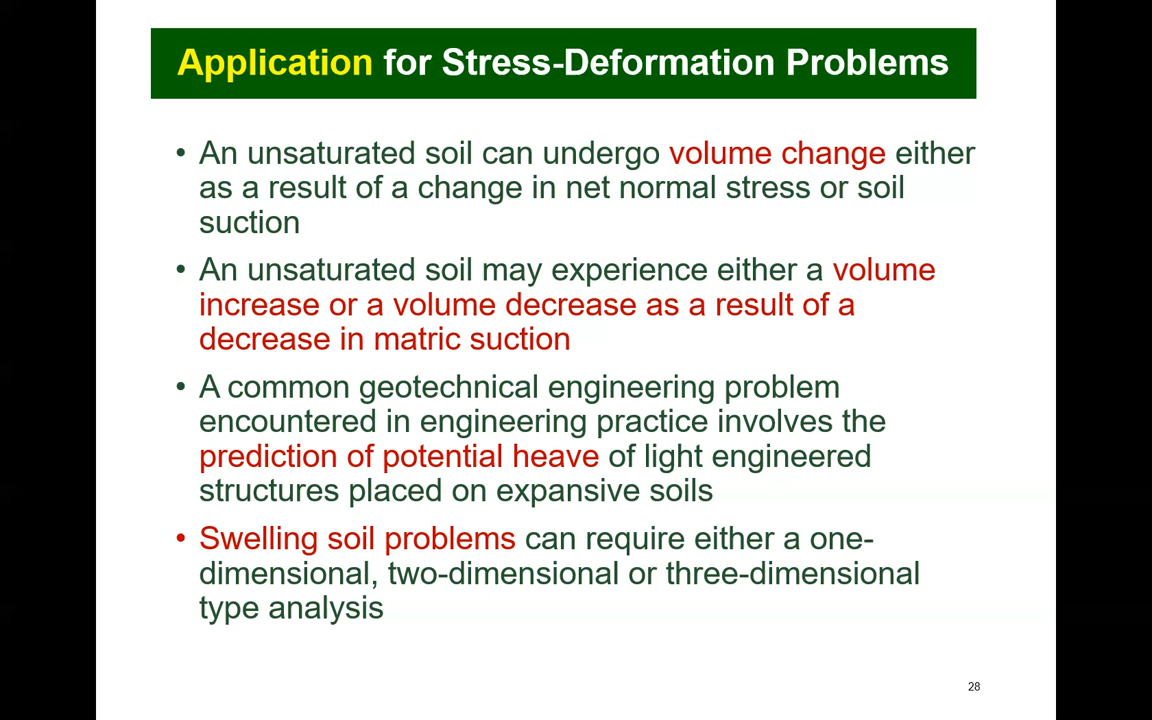 Application for Stress-Deformation Problems
• An unsaturated soil can undergo volume change either
as a result of a change in net normal stress or soil
suction
• An unsaturated soil may experience either a volume
increase or a volume decrease as a result of a
decrease in matric suction
• A common geotechnical engineering problem
encountered in engineering practice involves the
prediction of potential heave of light engineered
structures placed on expansive soils
• Swelling soil problems can require either a one-
dimensional, two-dimensional or three-dimensional
type analysis
28